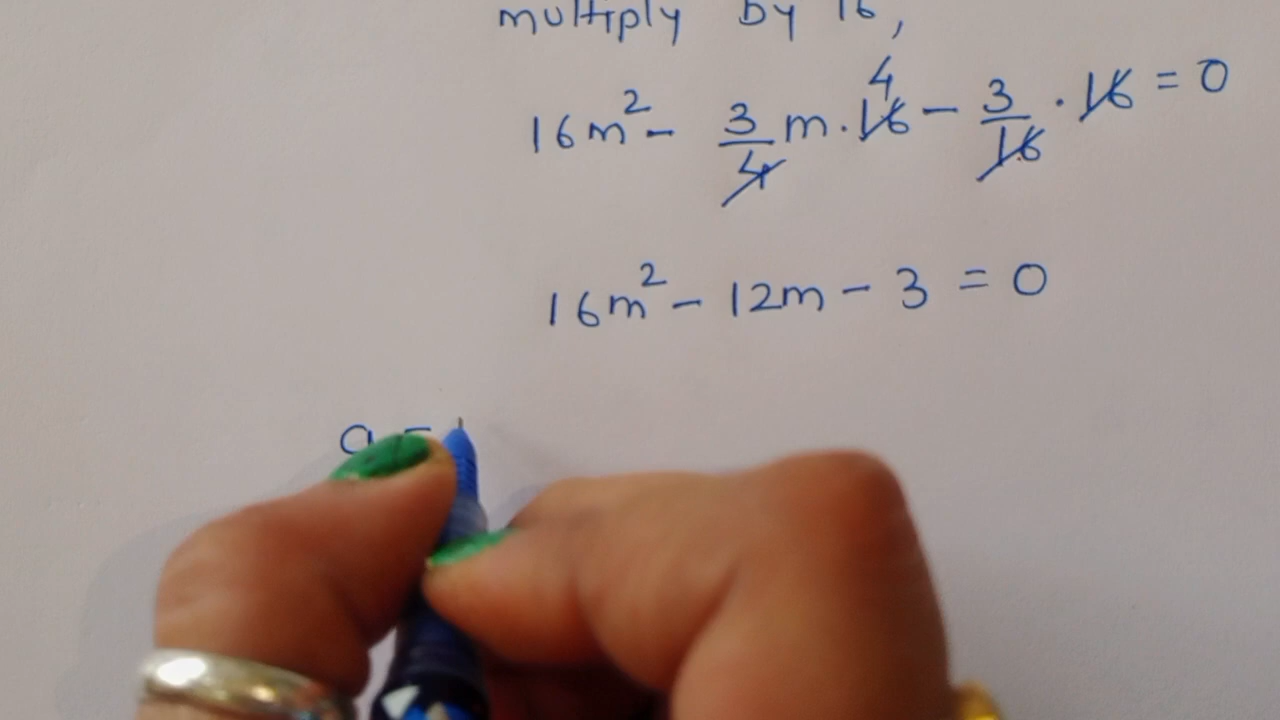 multiply by 16,
16m² - 3/4 m . 16 4 - 3/16 . 16 = 0
16m² - 12m - 3 = 0
a =